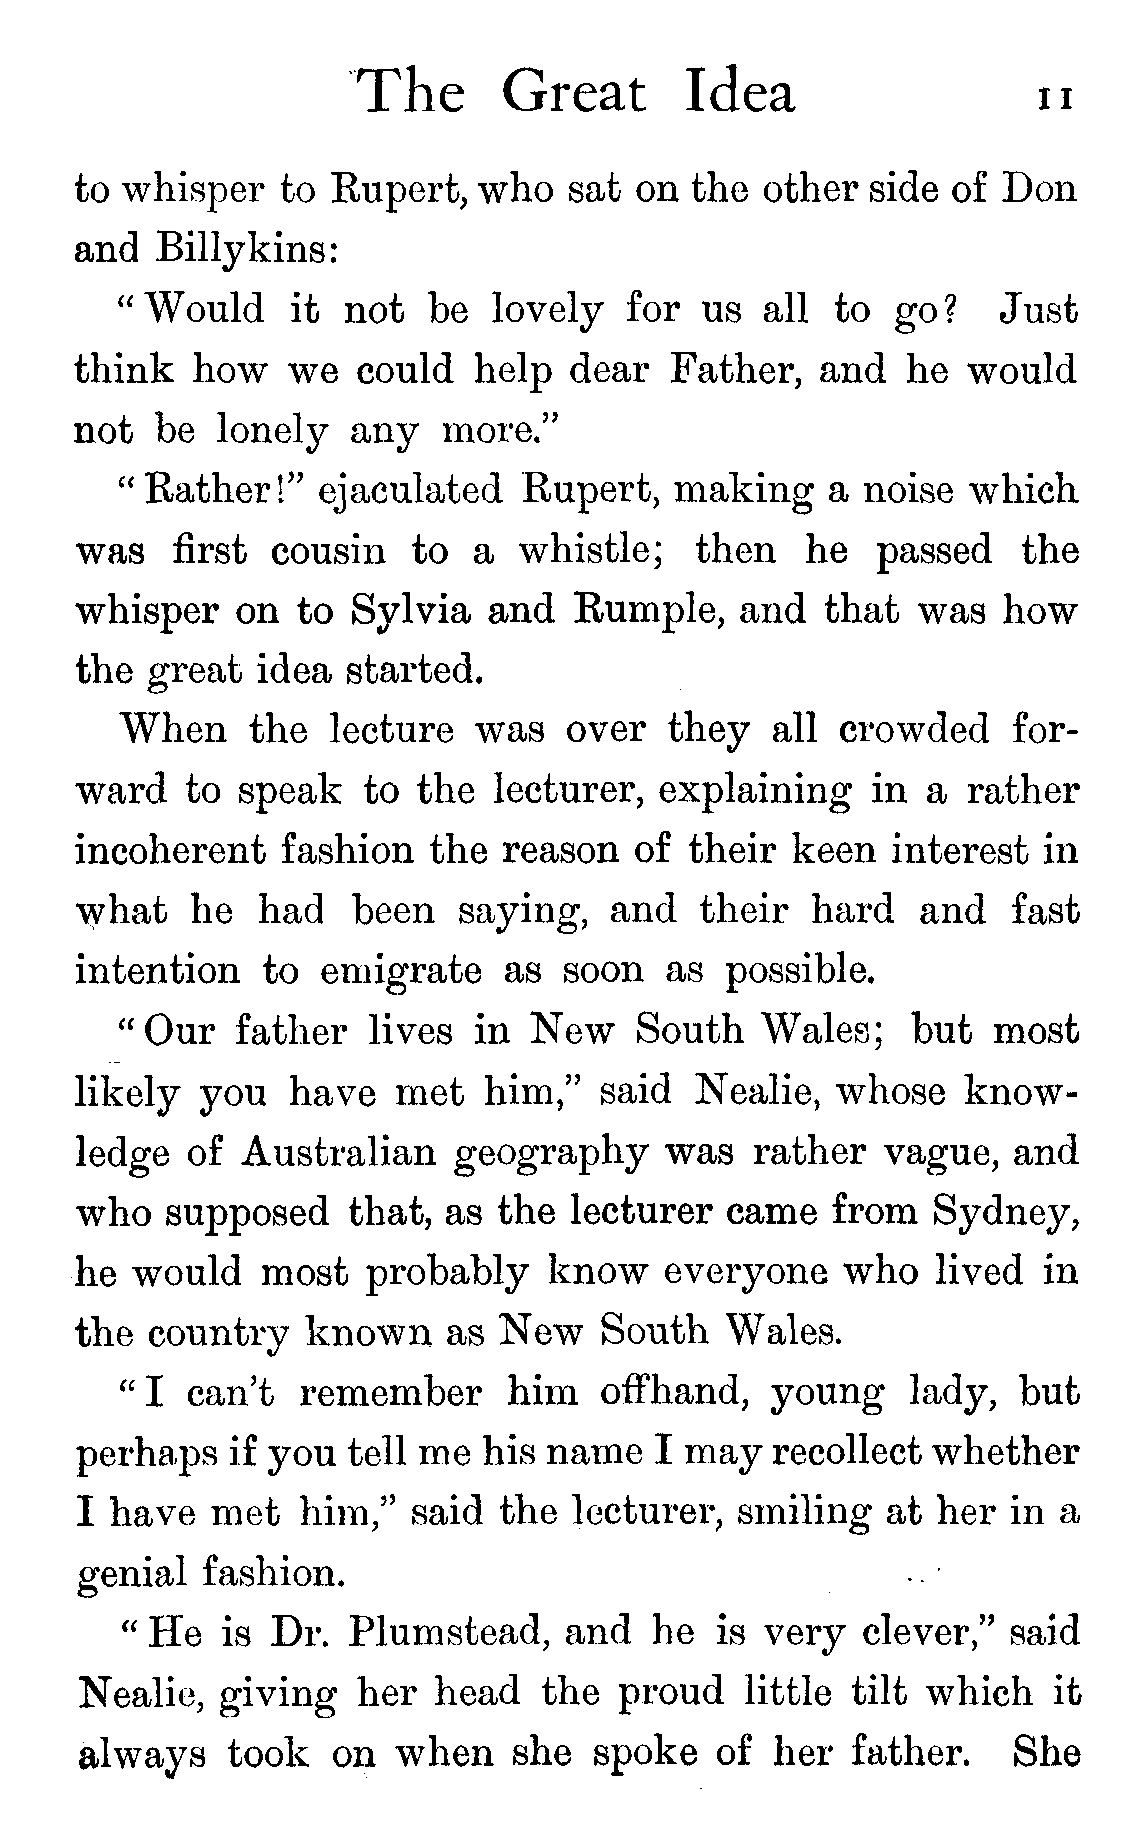 The Great Idea 11
to whisper to Rupert, who sat on the other side of Don
and Billykins:
“Would it not be lovely for us all to go? Just
think how we could help dear Father, and he would
not be lonely any more.”
“Rather!” ejaculated Rupert, making a noise which
was first cousin to a whistle; then he passed the
whisper on to Sylvia and Rumple, and that was how
the great idea started.
When the lecture was over they all crowded for-
ward to speak to the lecturer, explaining in a rather
incoherent fashion the reason of their keen interest in
what he had been saying, and their hard and fast
intention to emigrate as soon as possible.
“Our father lives in New South Wales; but most
likely you have met him,” said Nealie, whose know-
ledge of Australian geography was rather vague, and
who supposed that, as the lecturer came from Sydney,
he would most probably know everyone who lived in
the country known as New South Wales.
“I can’t remember him offhand, young lady, but
perhaps if you tell me his name I may recollect whether
I have met him,” said the lecturer, smiling at her in a
genial fashion.
“He is Dr. Plumstead, and he is very clever,” said
Nealie, giving her head the proud little tilt which it
always took on when she spoke of her father. She